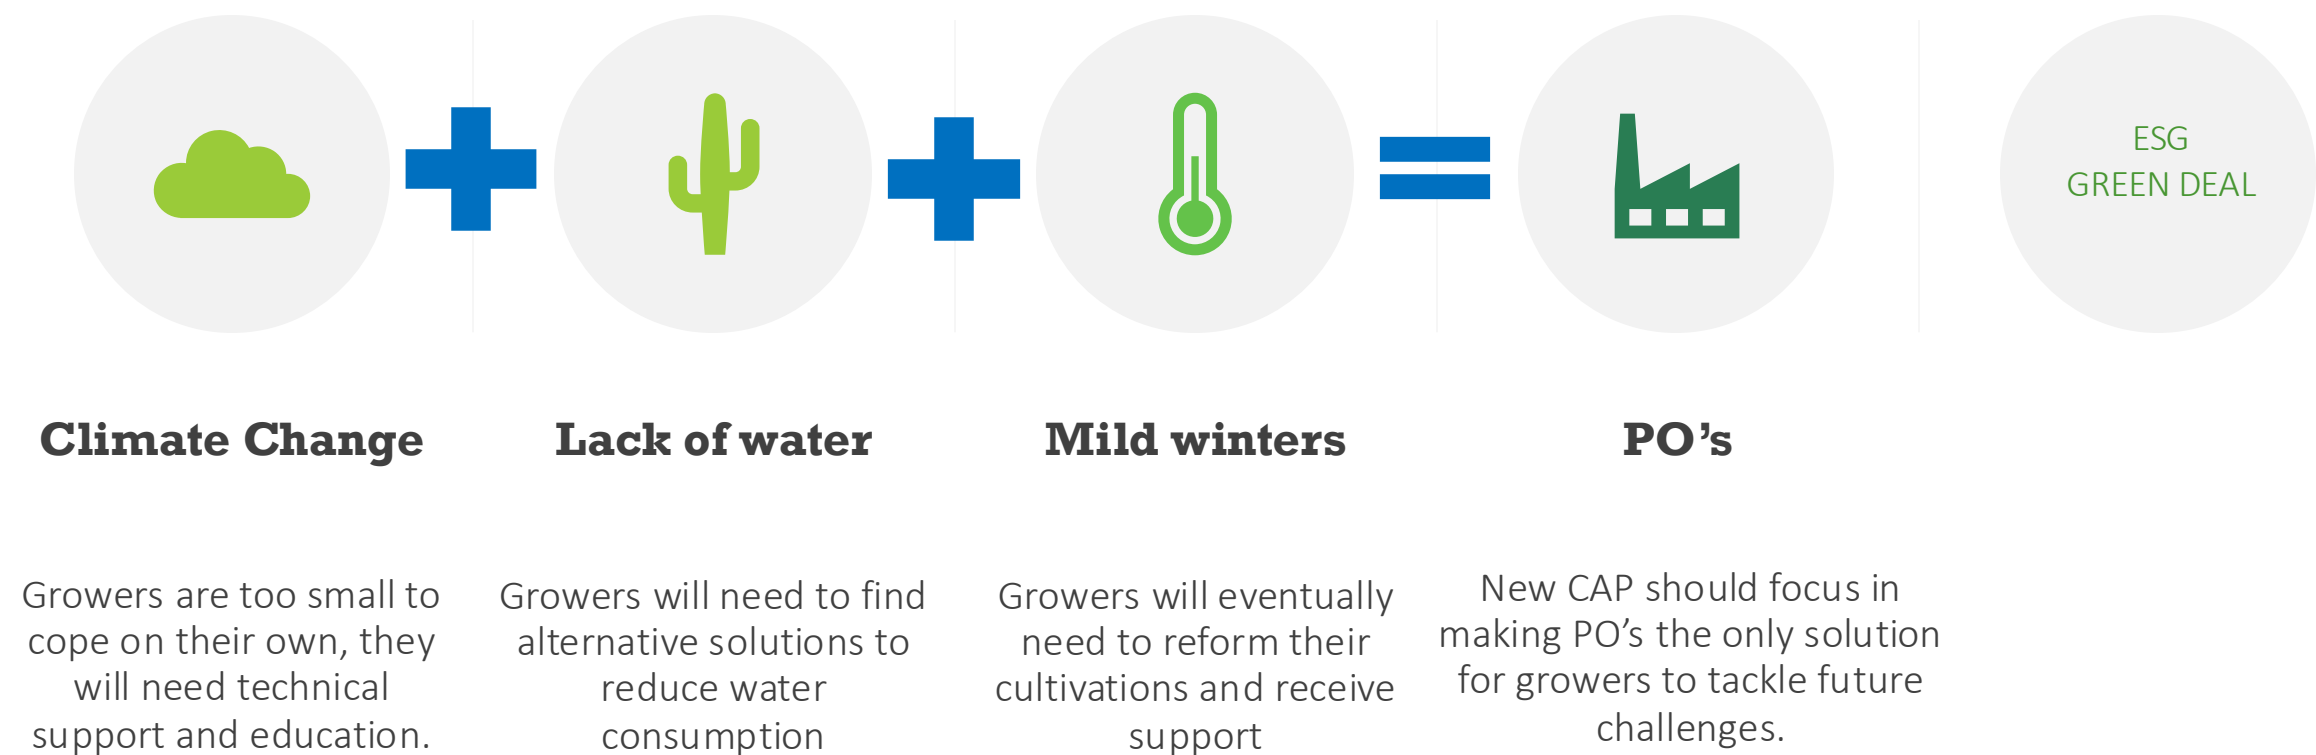 ESG
GREEN DEAL
Climate Change
Lack of water
Mild winters
PO’s
Growers are too small to
cope on their own, they
will need technical
support and education.
Growers will need to find
alternative solutions to
reduce water
consumption
Growers will eventually
need to reform their
cultivations and receive
support
New CAP should focus in
making PO’s the only solution
for growers to tackle future
challenges.